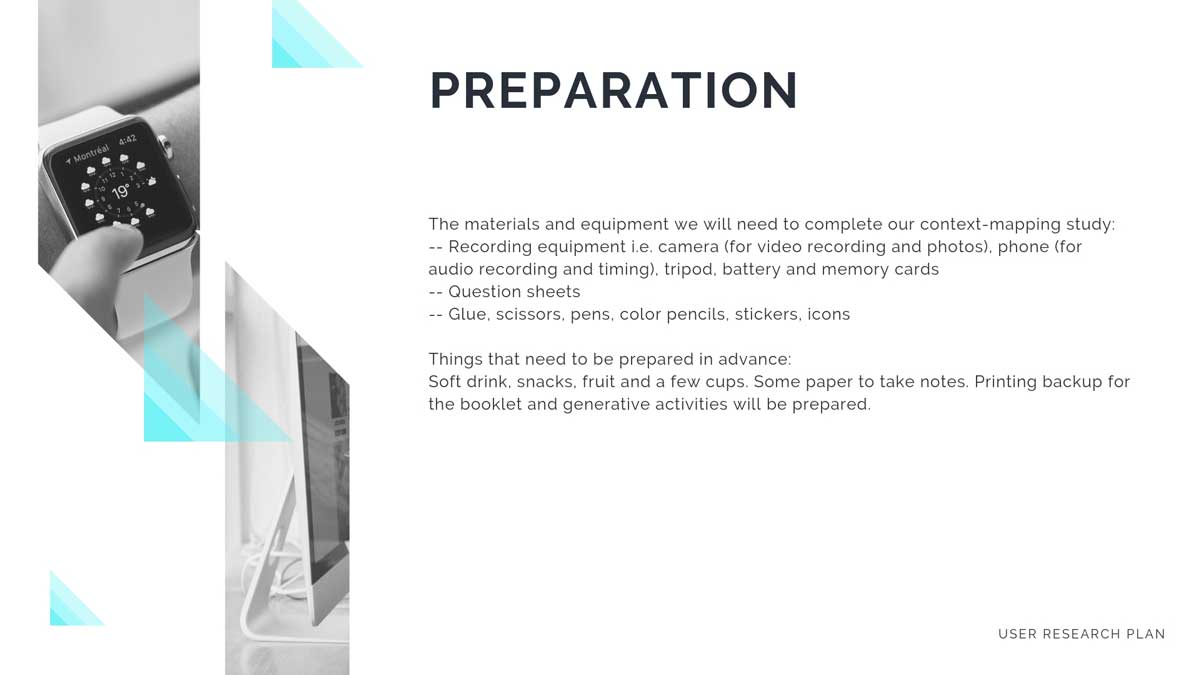 Montréal 4:42
19°
PREPARATION
The materials and equipment we will need to complete our context-mapping study:
-- Recording equipment i.e. camera (for video recording and photos), phone (for
audio recording and timing), tripod, battery and memory cards
-- Question sheets
-- Glue, scissors, pens, color pencils, stickers, icons
Things that need to be prepared in advance:
Soft drink, snacks, fruit and a few cups. Some paper to take notes. Printing backup for
the booklet and generative activities will be prepared.
USER RESEARCH PLAN